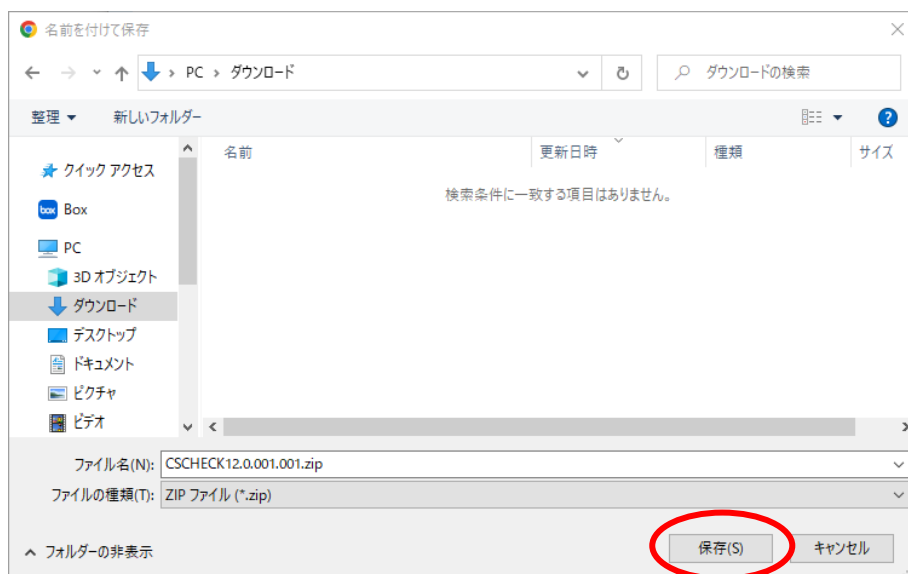 名前を付けて保存
PC › ダウンロード
ダウンロードの検索
整理 新しいフォルダー
名前 更新日時 種類 サイズ
検索条件に一致する項目はありません。
クイック アクセス
box Box
PC
3D オブジェクト
ダウンロード
デスクトップ
ドキュメント
ピクチャ
ビデオ
ファイル名(N): CSCHECK12.0.001.001.zip
ファイルの種類(T): ZIP ファイル (*.zip)
フォルダーの非表示
保存(S) キャンセル